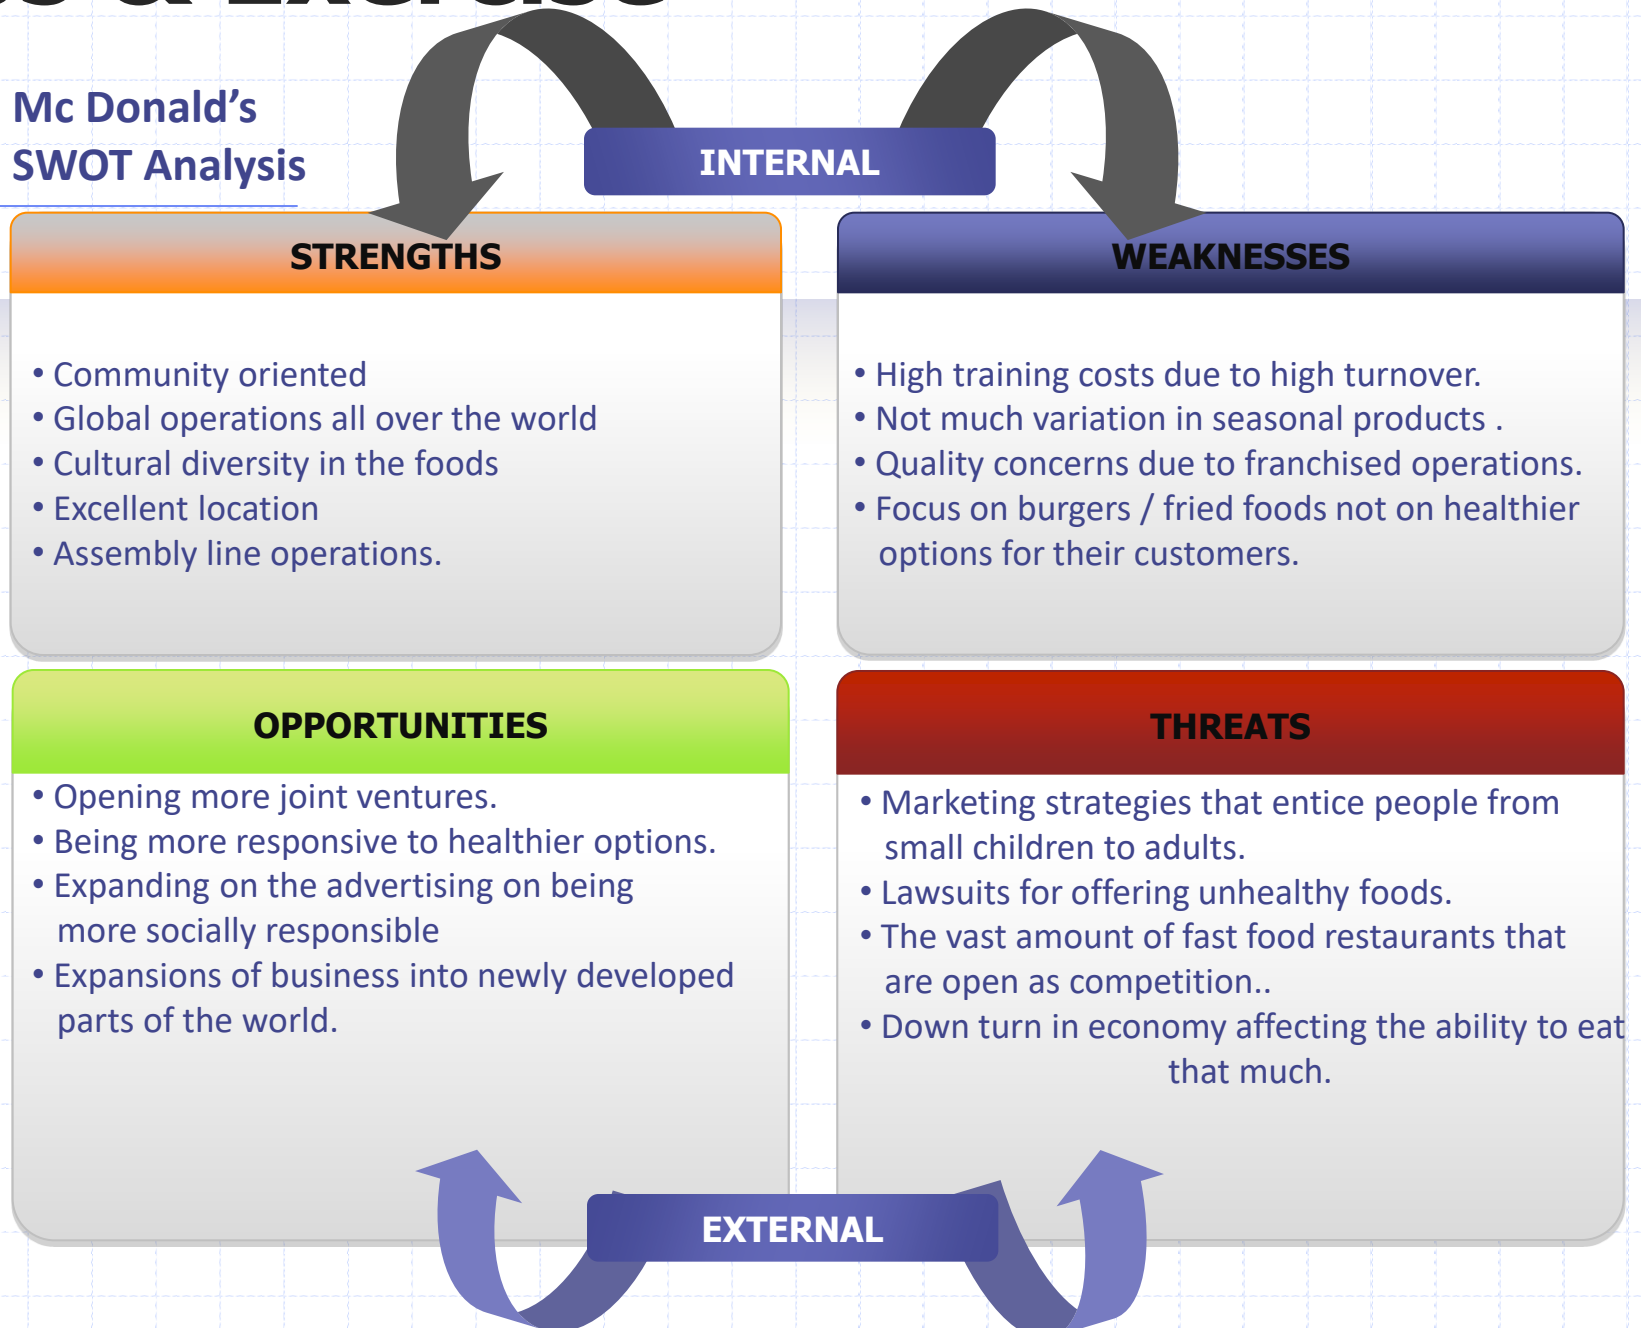 & Exercise
Mc Donald’s
SWOT Analysis
INTERNAL
STRENGTHS
• Community oriented
• Global operations all over the world
• Cultural diversity in the foods
• Excellent location
• Assembly line operations.
WEAKNESSES
• High training costs due to high turnover.
• Not much variation in seasonal products .
• Quality concerns due to franchised operations.
• Focus on burgers / fried foods not on healthier
options for their customers.
OPPORTUNITIES
• Opening more joint ventures.
• Being more responsive to healthier options.
• Expanding on the advertising on being
more socially responsible
• Expansions of business into newly developed
parts of the world.
THREATS
• Marketing strategies that entice people from
small children to adults.
• Lawsuits for offering unhealthy foods.
• The vast amount of fast food restaurants that
are open as competition..
• Down turn in economy affecting the ability to eat
that much.
EXTERNAL